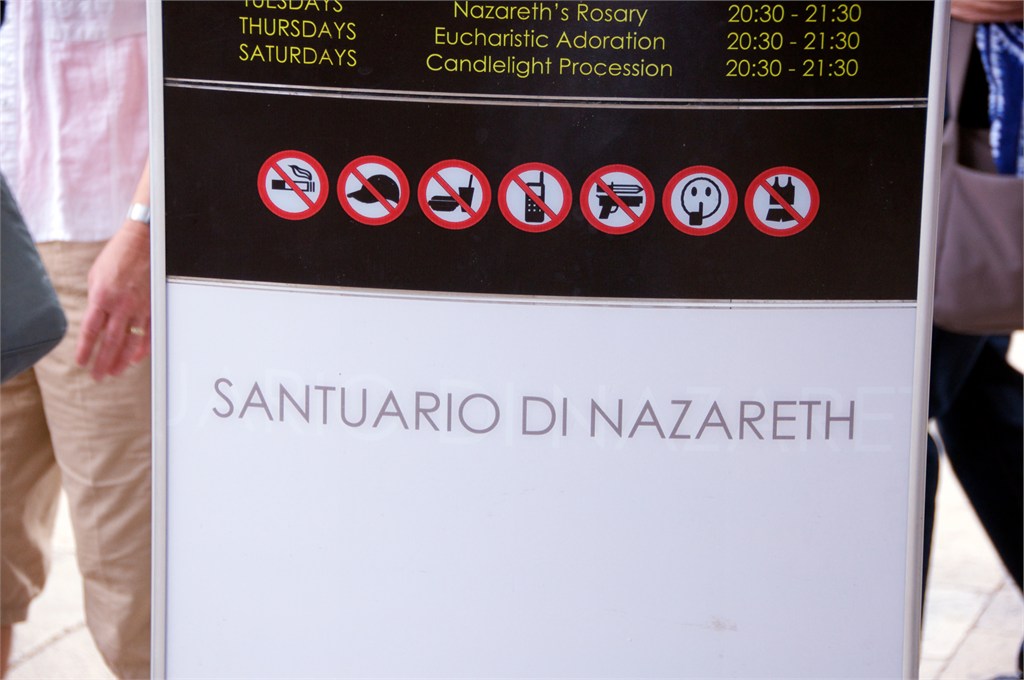 TUESDAYS Nazareth's Rosary 20:30 - 21:30
THURSDAYS Eucharistic Adoration 20:30 - 21:30
SATURDAYS Candlelight Procession 20:30 - 21:30
SANTUARIO DI NAZARETH